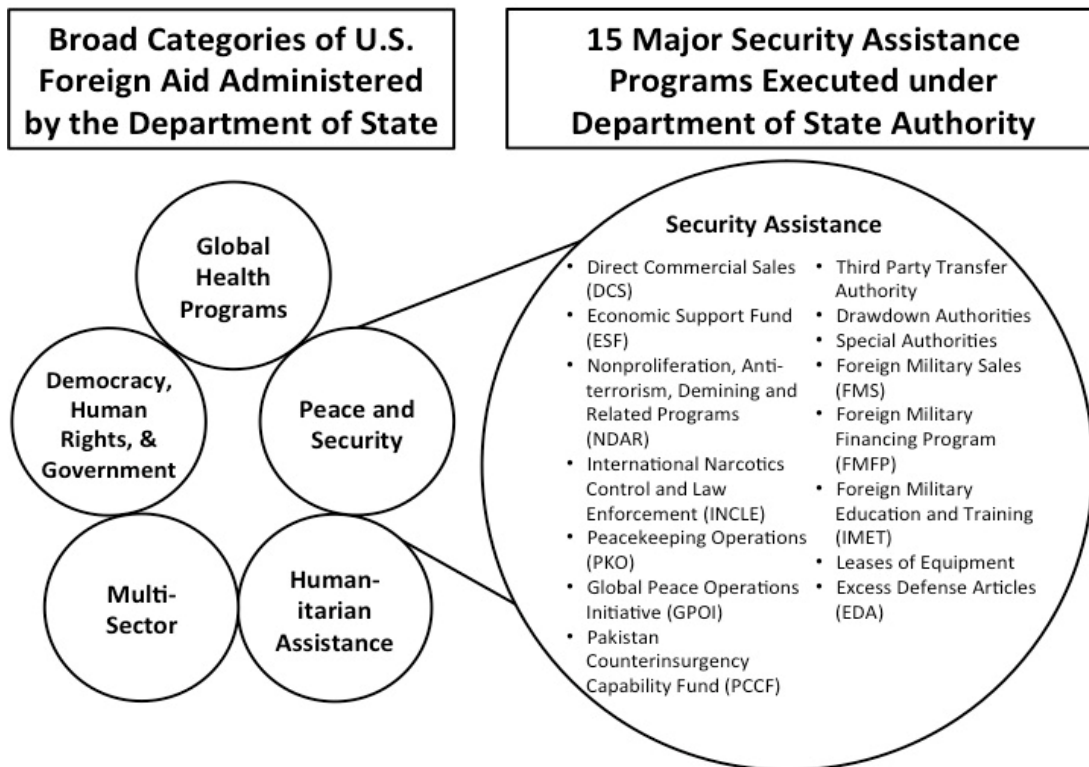 Broad Categories of U.S.
Foreign Aid Administered
by the Department of State
15 Major Security Assistance
Programs Executed under
Department of State Authority
Global
Health
Programs
Democracy,
Human
Rights, &
Government
Peace and
Security
Multi-
Sector
Human-
itarian
Assistance
Security Assistance
• Direct Commercial Sales
(DCS)
• Economic Support Fund
(ESF)
• Nonproliferation, Anti-
terrorism, Demining and
Related Programs
(NDAR)
• International Narcotics
Control and Law
Enforcement (INCLE)
• Peacekeeping Operations
(PKO)
• Global Peace Operations
Initiative (GPOI)
• Pakistan
Counterinsurgency
Capability Fund (PCCF)
• Third Party Transfer
Authority
• Drawdown Authorities
• Special Authorities
• Foreign Military Sales
(FMS)
• Foreign Military
Financing Program
(FMFP)
• Foreign Military
Education and Training
(IMET)
• Leases of Equipment
• Excess Defense Articles
(EDA)